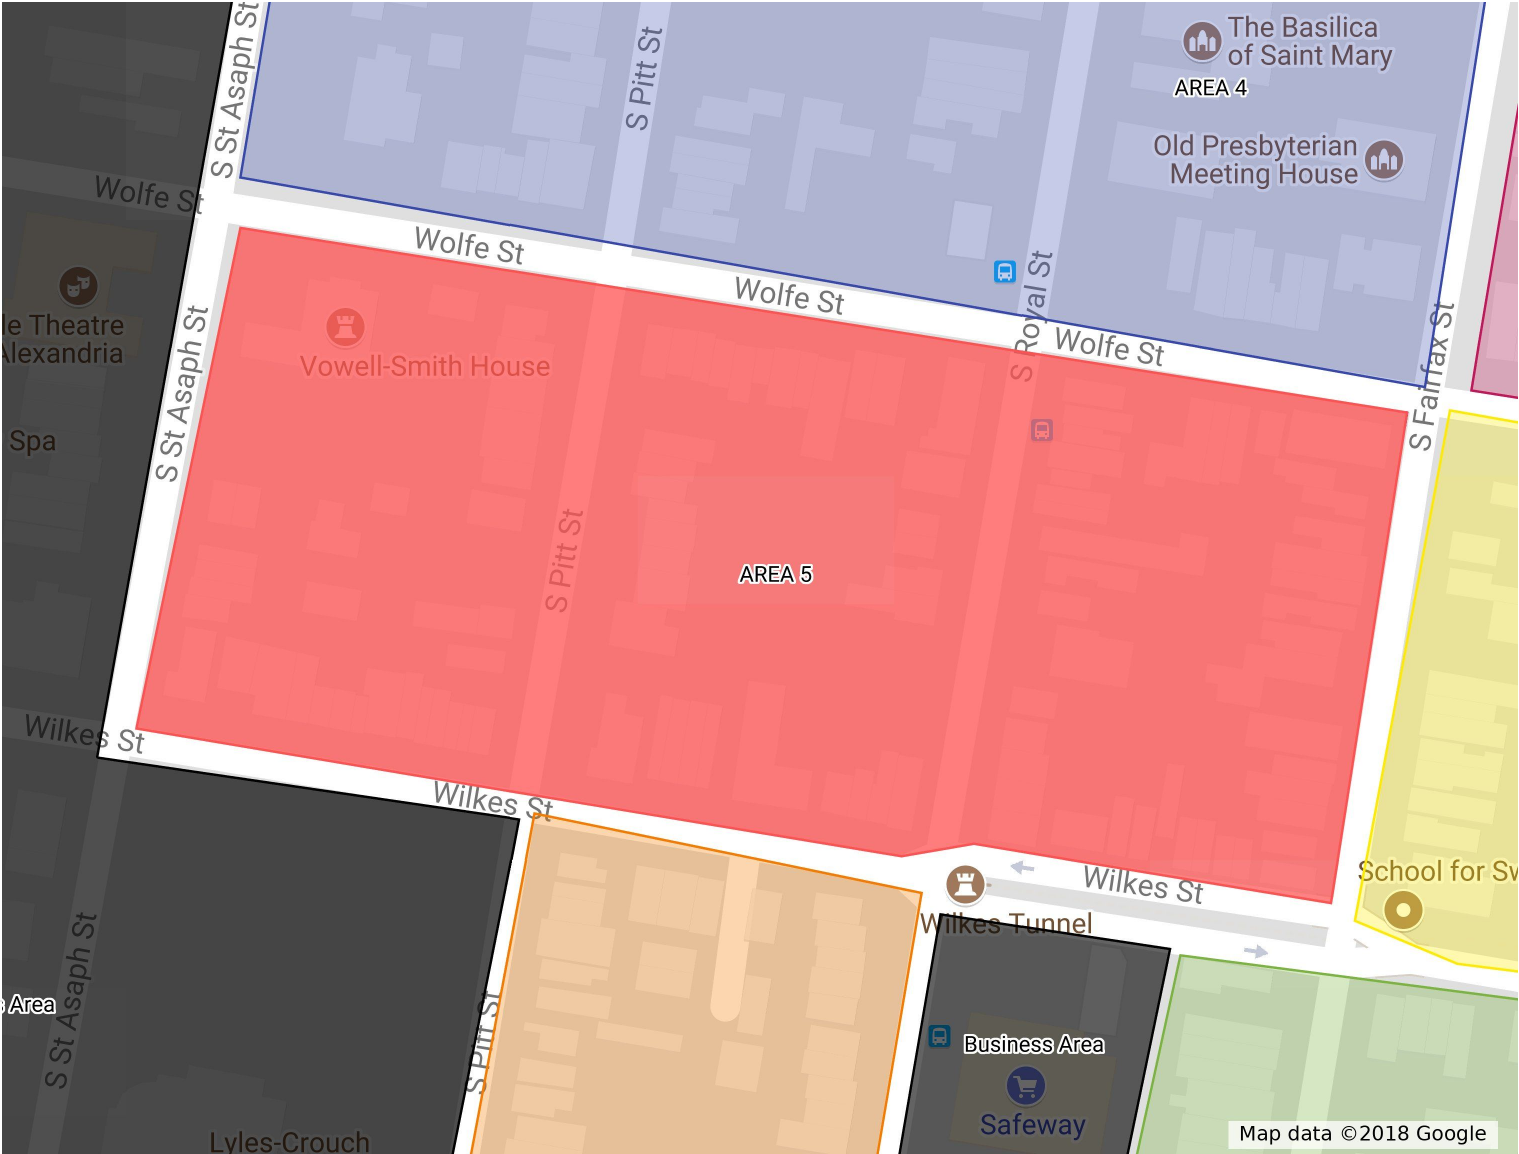 The Basilica
of Saint Mary
AREA 4
S St Asaph St
S Pitt St
Old Presbyterian
Meeting House
Wolfe St
Wolfe St
Wolfe St
S Royal St
Wolfe St
S Fairfax St
le Theatre
Alexandria
S St Asaph St
Vowell-Smith House
Spa
S Pitt St
AREA 5
Wilkes St
Wilkes St
Wilkes St
School for Sw
Wilkes Tunnel
S St Asaph St
Area
S Pitt St
Business Area
Safeway
Lyles-Crouch
Map data ©2018 Google